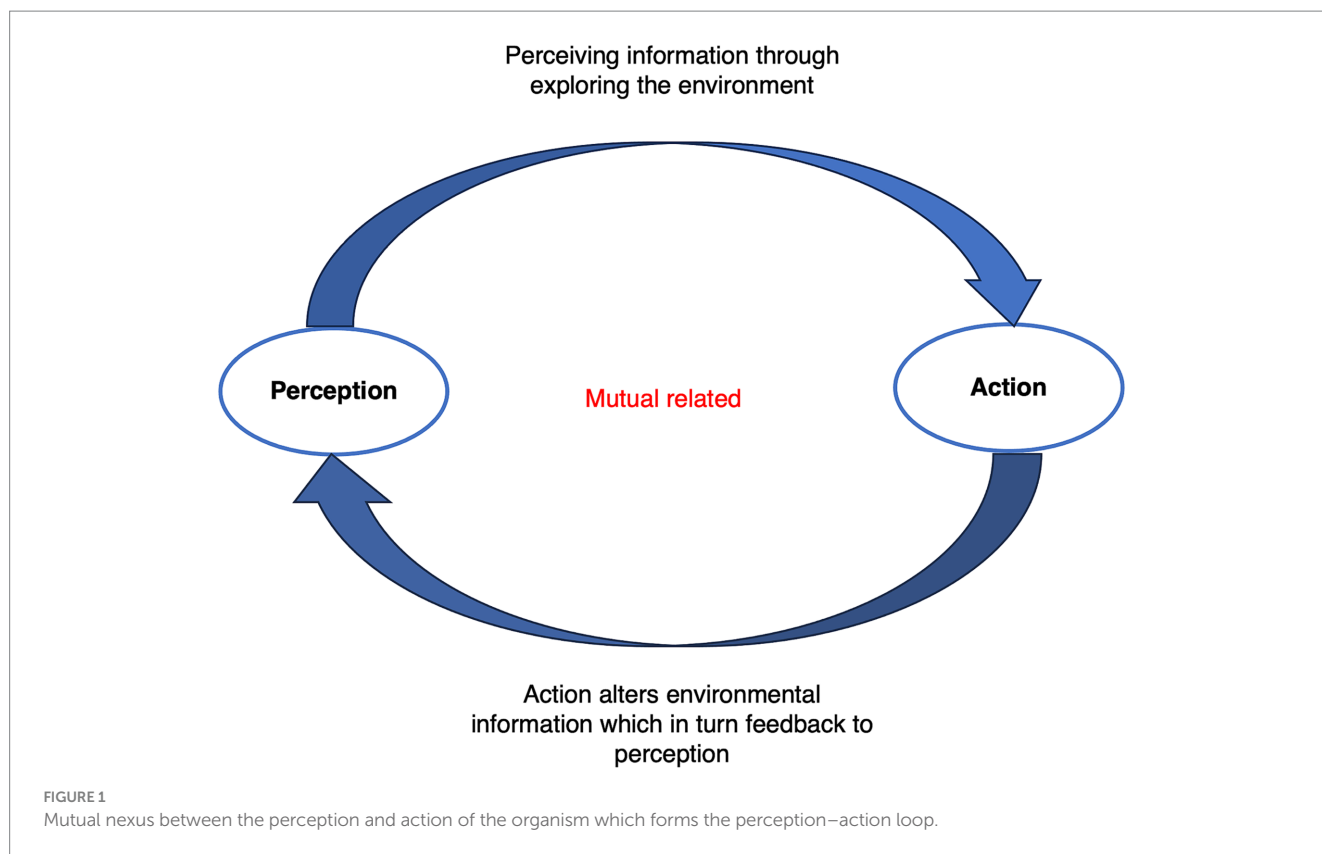 Perceiving information through
exploring the environment
Perception
Mutual related
Action
Action alters environmental
information which in turn feedback to
perception
FIGURE 1
Mutual nexus between the perception and action of the organism which forms the perception–action loop.